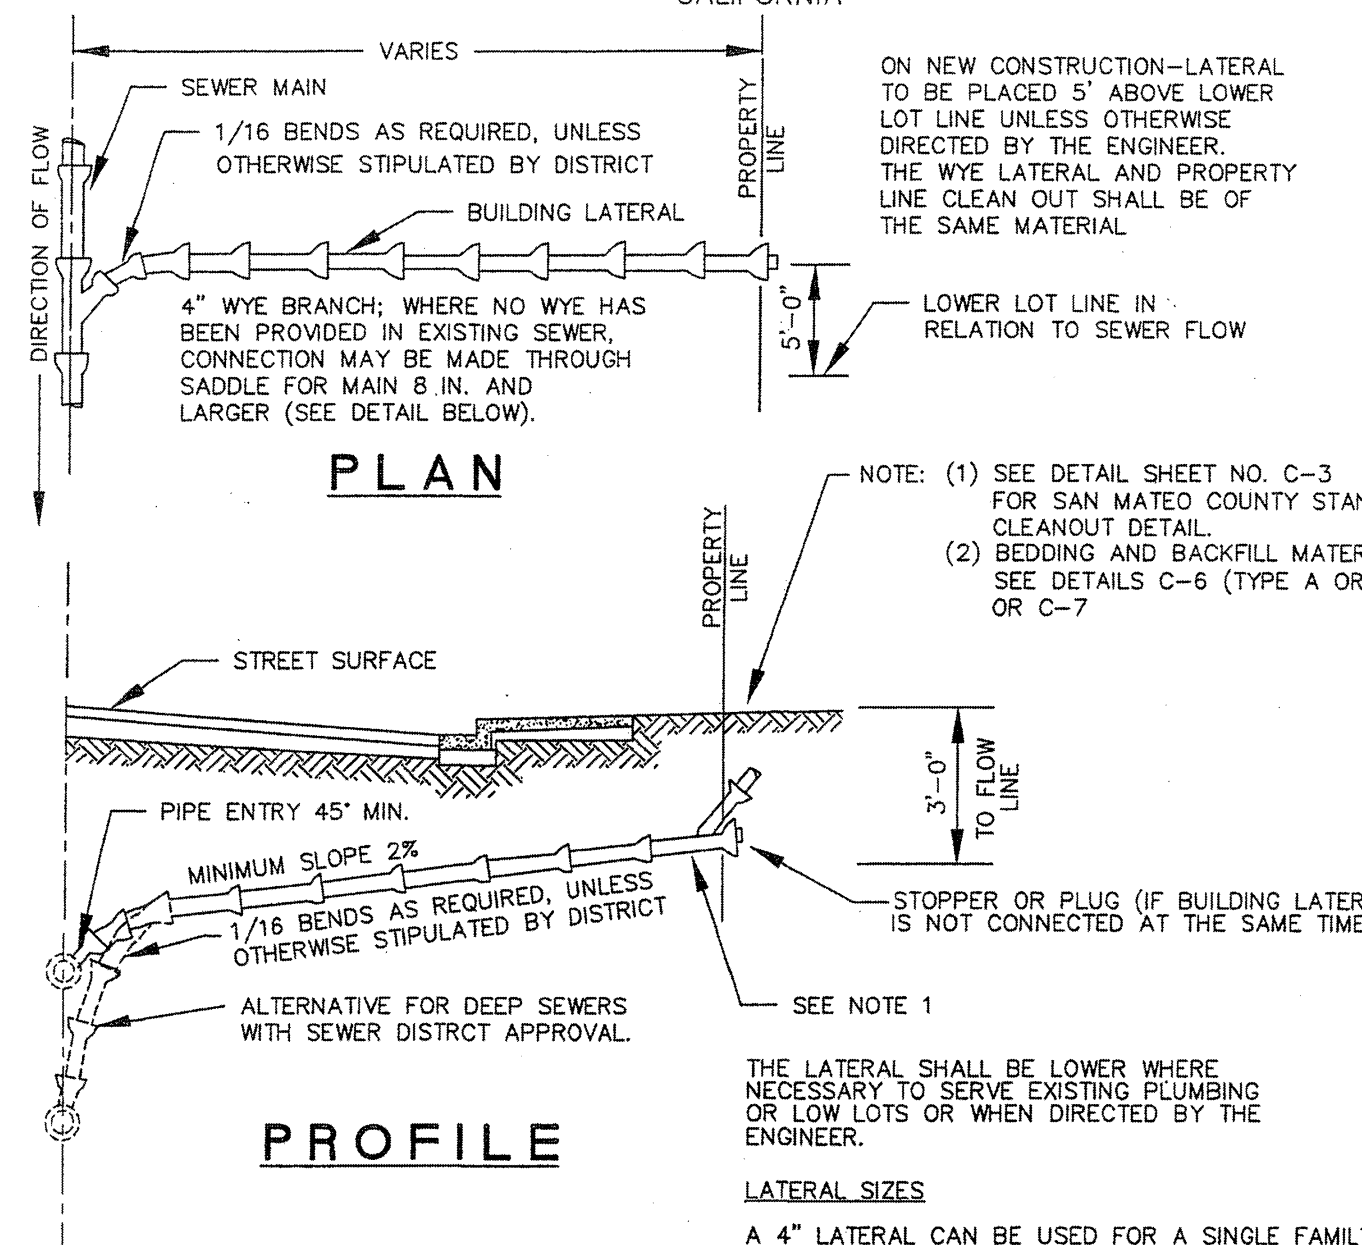 CALIFORNIA
VARIES
SEWER MAIN
1/16 BENDS AS REQUIRED, UNLESS
OTHERWISE STIPULATED BY DISTRICT
DIRECTION OF FLOW
BUILDING LATERAL
PROPERTY
LINE
ON NEW CONSTRUCTION-LATERAL
TO BE PLACED 5' ABOVE LOWER
LOT LINE UNLESS OTHERWISE
DIRECTED BY THE ENGINEER.
THE WYE LATERAL AND PROPERTY
LINE CLEAN OUT SHALL BE OF
THE SAME MATERIAL
4" WYE BRANCH; WHERE NO WYE HAS
BEEN PROVIDED IN EXISTING SEWER,
CONNECTION MAY BE MADE THROUGH
SADDLE FOR MAIN 8 IN. AND
LARGER (SEE DETAIL BELOW).
5'-0"
LOWER LOT LINE IN
RELATION TO SEWER FLOW
PLAN
NOTE: (1) SEE DETAIL SHEET NO. C-3
FOR SAN MATEO COUNTY STAN
CLEANOUT DETAIL.
(2) BEDDING AND BACKFILL MATER
SEE DETAILS C-6 (TYPE A OR
OR C-7
PROPERTY
LINE
STREET SURFACE
3'-0"
TO FLOW
LINE
PIPE ENTRY 45° MIN.
MINIMUM SLOPE 2%
1/16 BENDS AS REQUIRED, UNLESS
OTHERWISE STIPULATED BY DISTRICT
STOPPER OR PLUG (IF BUILDING LATER
IS NOT CONNECTED AT THE SAME TIME
ALTERNATIVE FOR DEEP SEWERS
WITH SEWER DISTRCT APPROVAL.
SEE NOTE 1
PROFILE
THE LATERAL SHALL BE LOWER WHERE
NECESSARY TO SERVE EXISTING PLUMBING
OR LOW LOTS OR WHEN DIRECTED BY THE
ENGINEER.
LATERAL SIZES
A 4" LATERAL CAN BE USED FOR A SINGLE FAMIL